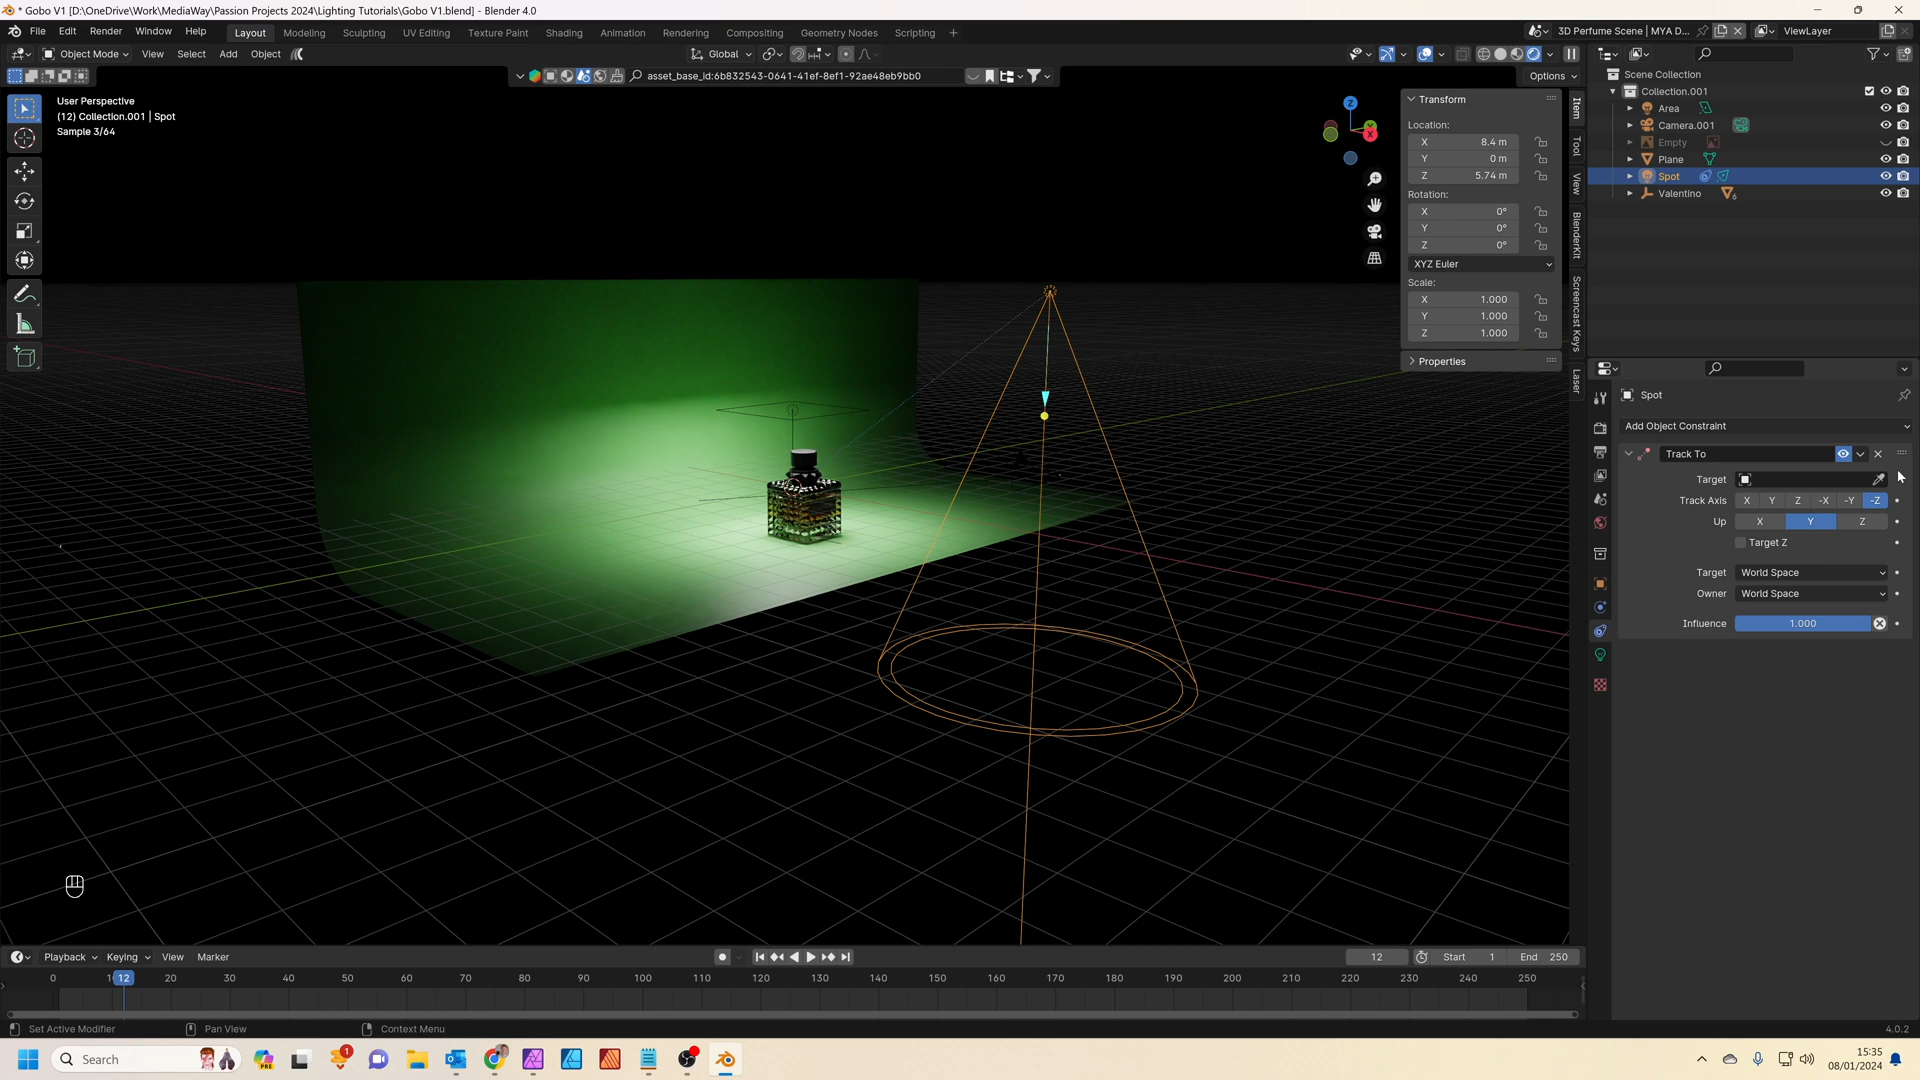 * Gobo V1 [D:\OneDrive\Work\MediaWay\Passion Projects 2024\Lighting Tutorials\Gobo V1.blend] - Blender 4.0
File Edit Render Window Help Layout Modeling Sculpting UV Editing Texture Paint Shading Animation Rendering Compositing Geometry Nodes Scripting + 3D Perfume Scene | MYA D... ViewLayer
Object Mode View Select Add Object Global
asset_base_id:6b832543-0641-41ef-8ef1-92ae48eb9bb0 Options
User Perspective
(12) Collection.001 | Spot
Sample 3/64
Z
X
Transform
Location:
X 8.4 m
Y 0 m
Z 5.74 m
Rotation:
X 0°
Y 0°
Z 0°
XYZ Euler
Scale:
X 1.000
Y 1.000
Z 1.000
Properties
Item
Tool
View
BlenderKit
Screencast Keys
Laser
Scene Collection
Collection.001
Area
Camera.001
Empty
Plane
Spot
Valentino
Spot
Add Object Constraint
Track To
Target
Track Axis X Y Z -X -Y -Z
Up X Y Z
Target Z
Target World Space
Owner World Space
Influence 1.000
Playback Keying View Marker 12 Start 1 End 250
0 12 20 30 40 50 60 70 80 90 100 110 120 130 140 150 160 170 180 190 200 210 220 230 240 250
Set Active Modifier Pan View Context Menu 4.0.2
Search
PRE
1
15:35
08/01/2024